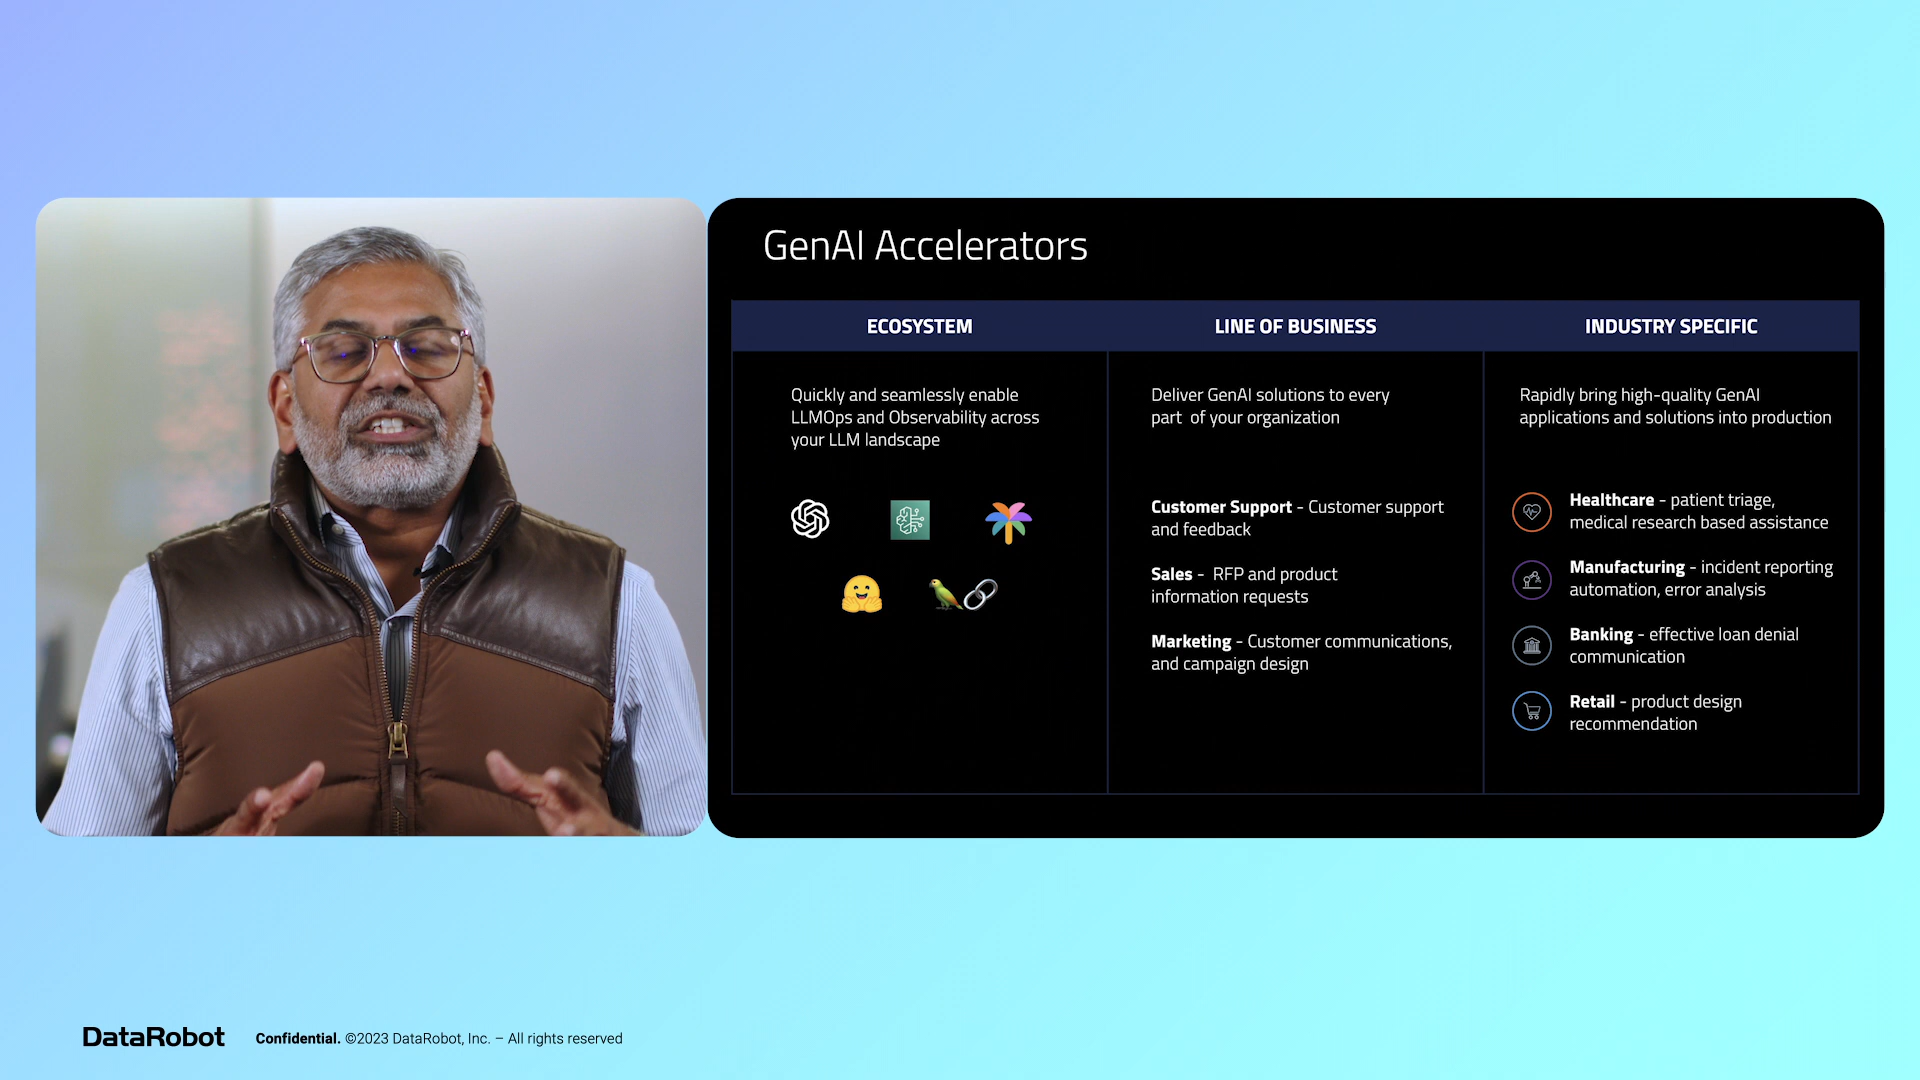 GenAI Accelerators
ECOSYSTEM
Quickly and seamlessly enable
LLMOps and Observability across
your LLM landscape
LINE OF BUSINESS
Deliver GenAI solutions to every
part of your organization
Customer Support - Customer support
and feedback
Sales - RFP and product
information requests
Marketing - Customer communications,
and campaign design
INDUSTRY SPECIFIC
Rapidly bring high-quality GenAI
applications and solutions into production
Healthcare - patient triage,
medical research based assistance
Manufacturing - incident reporting
automation, error analysis
Banking - effective loan denial
communication
Retail - product design
recommendation
DataRobot
Confidential. ©2023 DataRobot, Inc. – All rights reserved